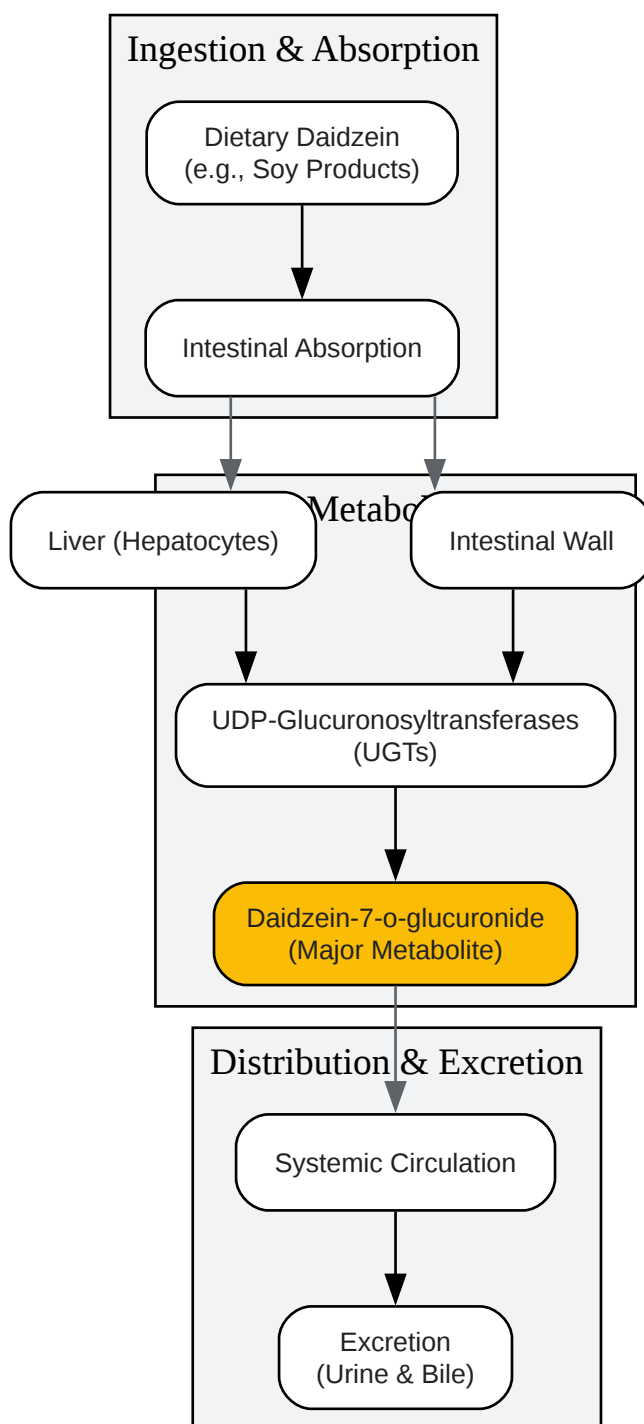 Ingestion & Absorption
Dietary Daidzein
(e.g., Soy Products)
Intestinal Absorption
Metabol
Liver (Hepatocytes)
Intestinal Wall
UDP-Glucuronosyltransferases
(UGTs)
Daidzein-7-o-glucuronide
(Major Metabolite)
Distribution & Excretion
Systemic Circulation
Excretion
(Urine & Bile)